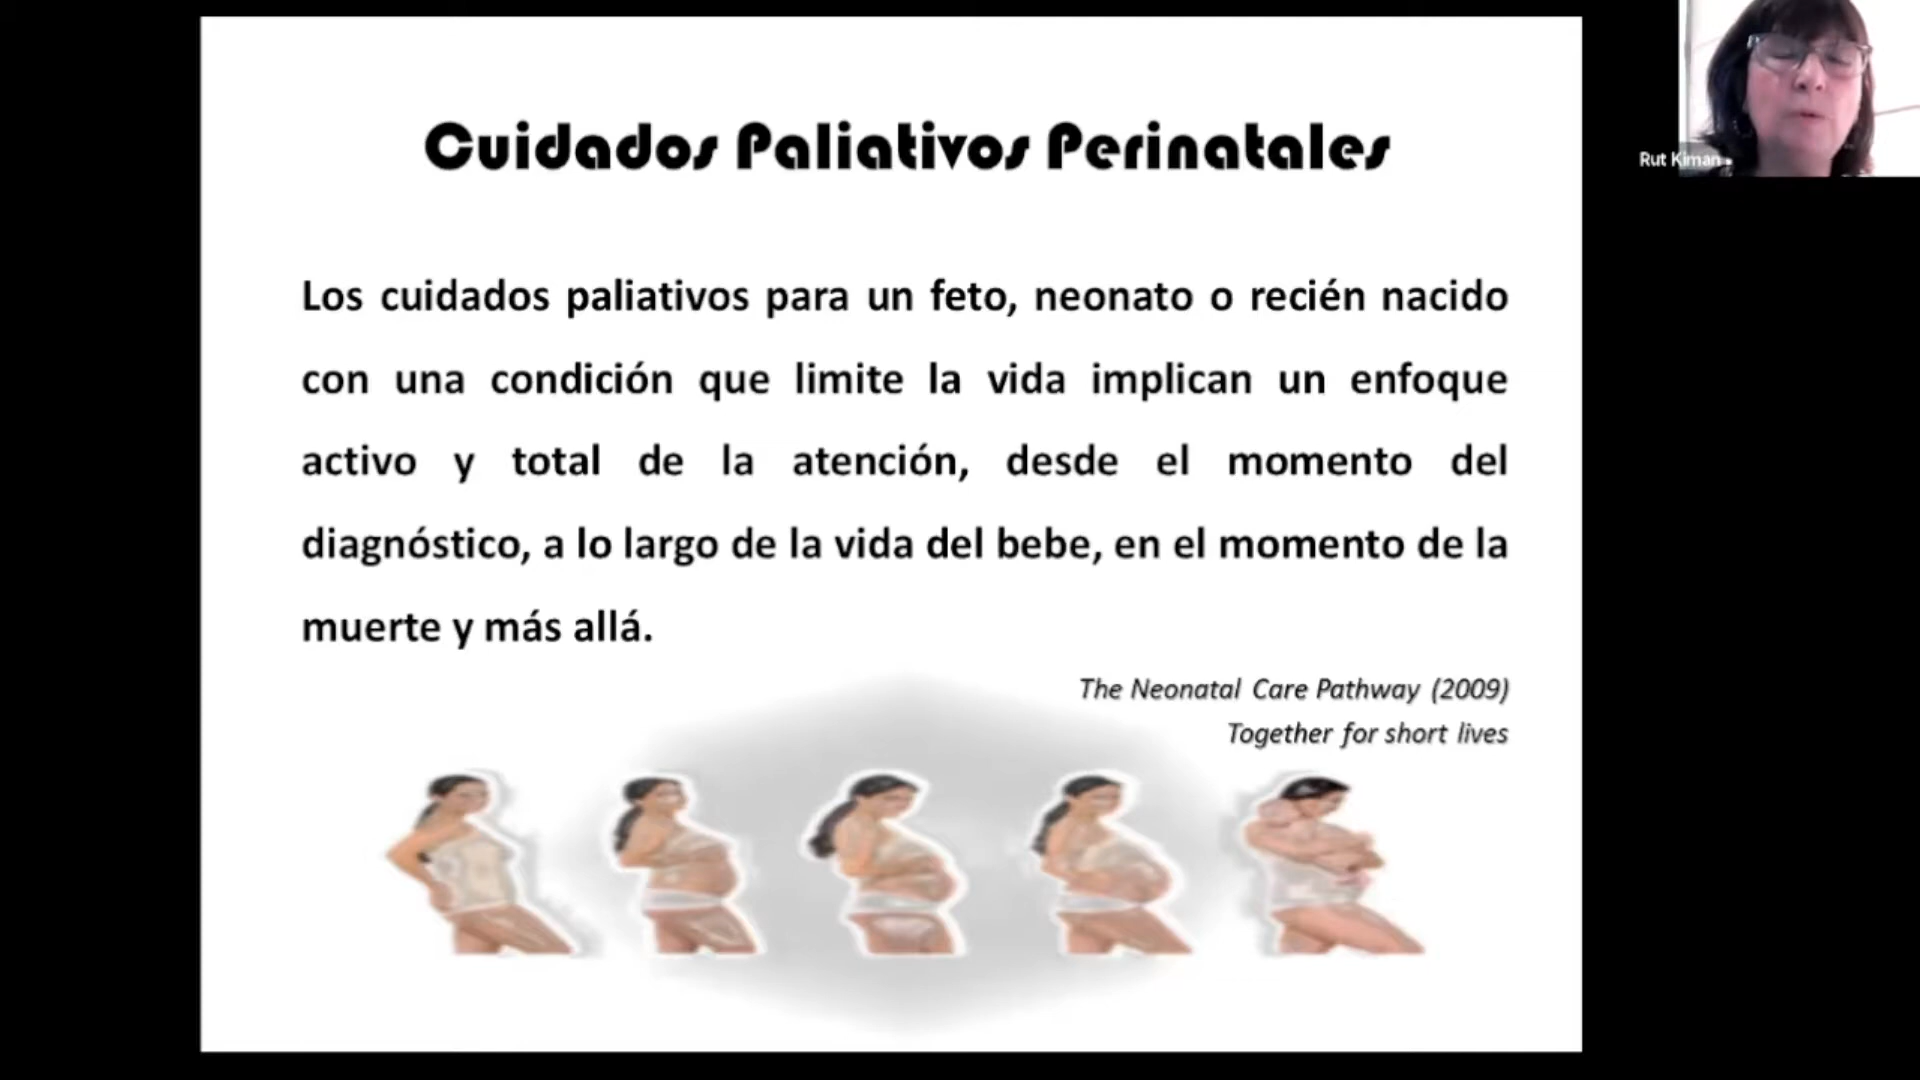 Cuidados Paliativos Perinatales
Los cuidados paliativos para un feto, neonato o recién nacido
con una condición que limite la vida implican un enfoque
activo y total de la atención, desde el momento del
diagnóstico, a lo largo de la vida del bebe, en el momento de la
muerte y más allá.
The Neonatal Care Pathway (2009)
Together for short lives
Rut Kiman